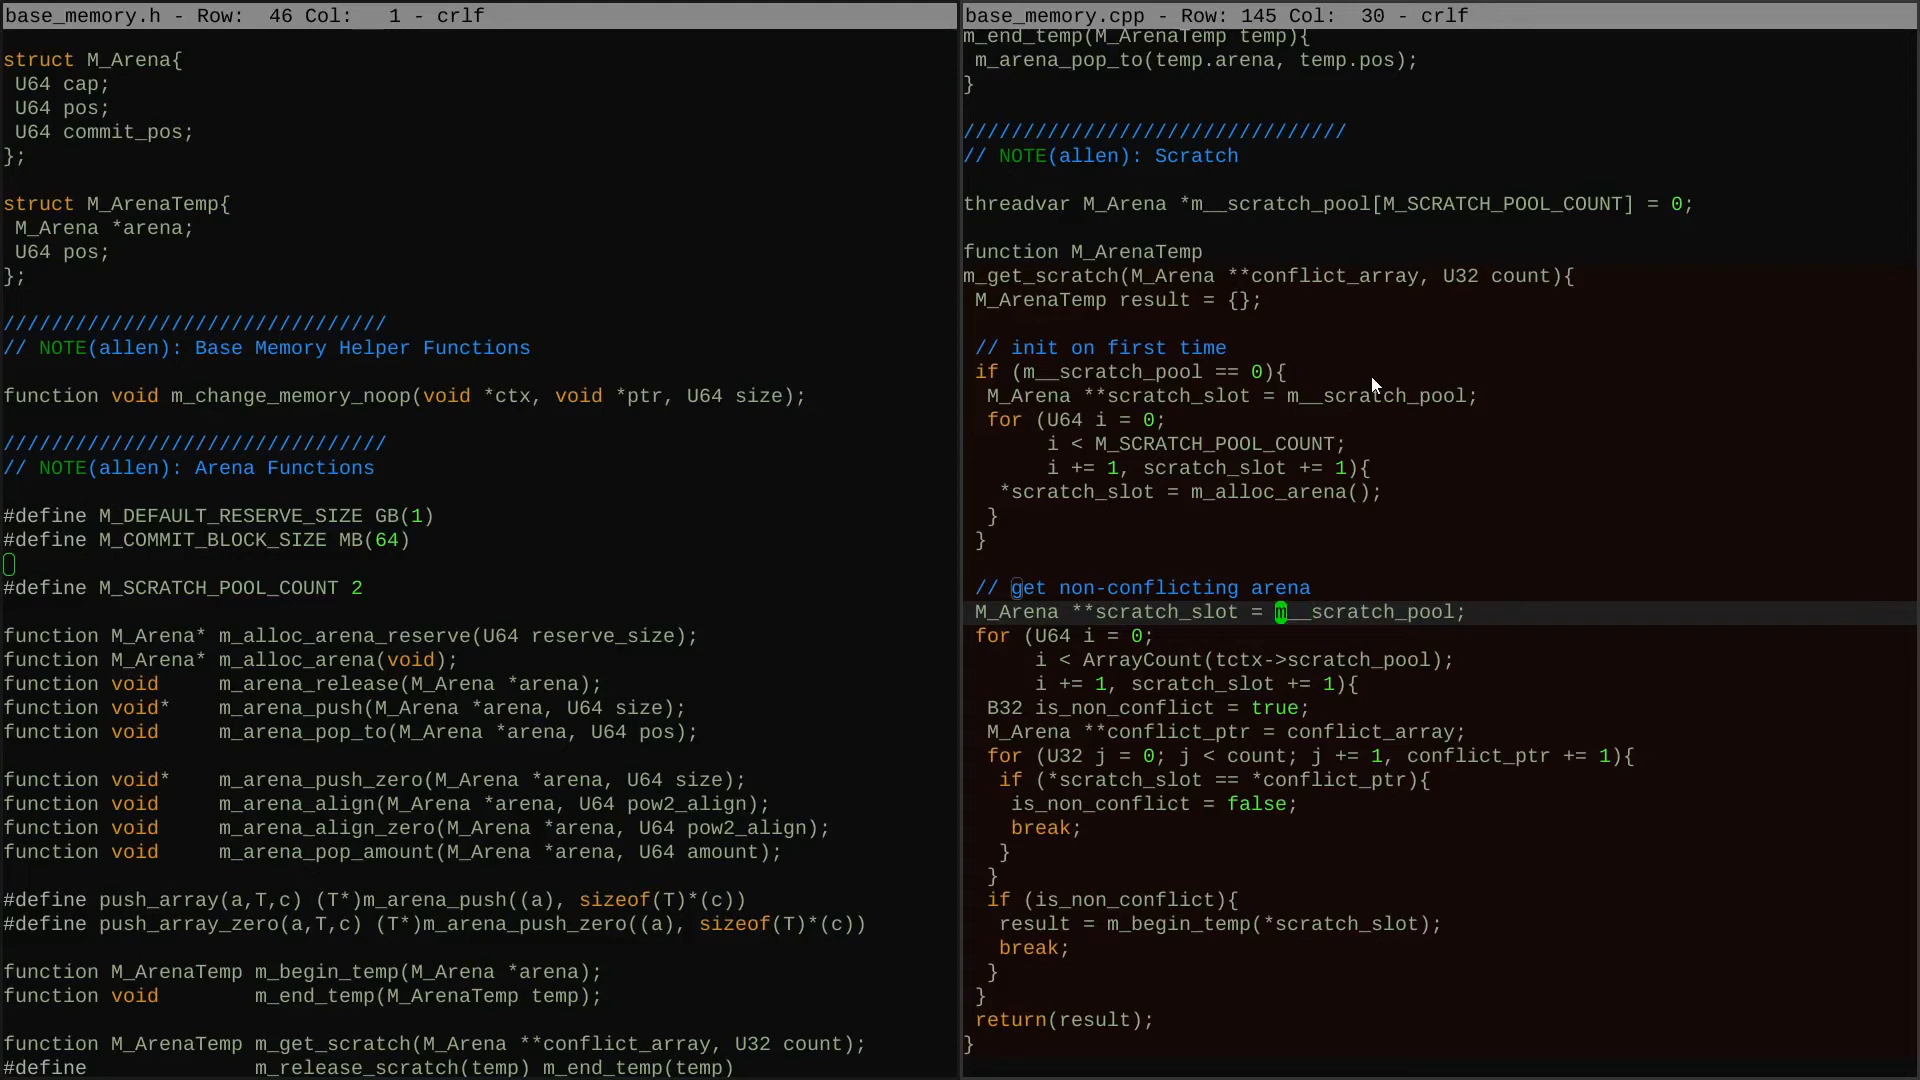 base_memory.h - Row:  46 Col:   1 - crlf
struct M_Arena{
 U64 cap;
 U64 pos;
 U64 commit_pos;
};
struct M_ArenaTemp{
 M_Arena *arena;
 U64 pos;
};
////////////////////////////////
// NOTE(allen): Base Memory Helper Functions
function void m_change_memory_noop(void *ctx, void *ptr, U64 size);
////////////////////////////////
// NOTE(allen): Arena Functions
#define M_DEFAULT_RESERVE_SIZE GB(1)
#define M_COMMIT_BLOCK_SIZE MB(64)
#define M_SCRATCH_POOL_COUNT 2
function M_Arena* m_alloc_arena_reserve(U64 reserve_size);
function M_Arena* m_alloc_arena(void);
function void     m_arena_release(M_Arena *arena);
function void*    m_arena_push(M_Arena *arena, U64 size);
function void     m_arena_pop_to(M_Arena *arena, U64 pos);
function void*    m_arena_push_zero(M_Arena *arena, U64 size);
function void     m_arena_align(M_Arena *arena, U64 pow2_align);
function void     m_arena_align_zero(M_Arena *arena, U64 pow2_align);
function void     m_arena_pop_amount(M_Arena *arena, U64 amount);
#define push_array(a,T,c) (T*)m_arena_push((a), sizeof(T)*(c))
#define push_array_zero(a,T,c) (T*)m_arena_push_zero((a), sizeof(T)*(c))
function M_ArenaTemp m_begin_temp(M_Arena *arena);
function void        m_end_temp(M_ArenaTemp temp);
function M_ArenaTemp m_get_scratch(M_Arena **conflict_array, U32 count);
#define              m_release_scratch(temp) m_end_temp(temp)
base_memory.cpp - Row: 145 Col:  30 - crlf
m_end_temp(M_ArenaTemp temp){
 m_arena_pop_to(temp.arena, temp.pos);
}
////////////////////////////////
// NOTE(allen): Scratch
threadvar M_Arena *m__scratch_pool[M_SCRATCH_POOL_COUNT] = 0;
function M_ArenaTemp
m_get_scratch(M_Arena **conflict_array, U32 count){
 M_ArenaTemp result = {};
 // init on first time
 if (m__scratch_pool == 0){
  M_Arena **scratch_slot = m__scratch_pool;
  for (U64 i = 0;
       i < M_SCRATCH_POOL_COUNT;
       i += 1, scratch_slot += 1){
   *scratch_slot = m_alloc_arena();
  }
 }
 // get non-conflicting arena
 M_Arena **scratch_slot = m__scratch_pool;
 for (U64 i = 0;
      i < ArrayCount(tctx->scratch_pool);
      i += 1, scratch_slot += 1){
  B32 is_non_conflict = true;
  M_Arena **conflict_ptr = conflict_array;
  for (U32 j = 0; j < count; j += 1, conflict_ptr += 1){
   if (*scratch_slot == *conflict_ptr){
    is_non_conflict = false;
    break;
   }
  }
  if (is_non_conflict){
   result = m_begin_temp(*scratch_slot);
   break;
  }
 }
 return(result);
}